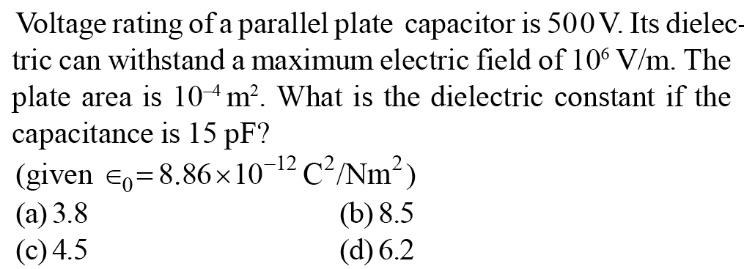 Voltage rating of a parallel plate capacitor is 500V. Its dielec-
tric can withstand a maximum electric field of 10⁶ V/m. The
plate area is 10⁻⁴ m². What is the dielectric constant if the
capacitance is 15 pF?
(given ∈₀= 8.86×10⁻¹² C²/Nm²)
(a) 3.8 (b) 8.5
(c) 4.5 (d) 6.2